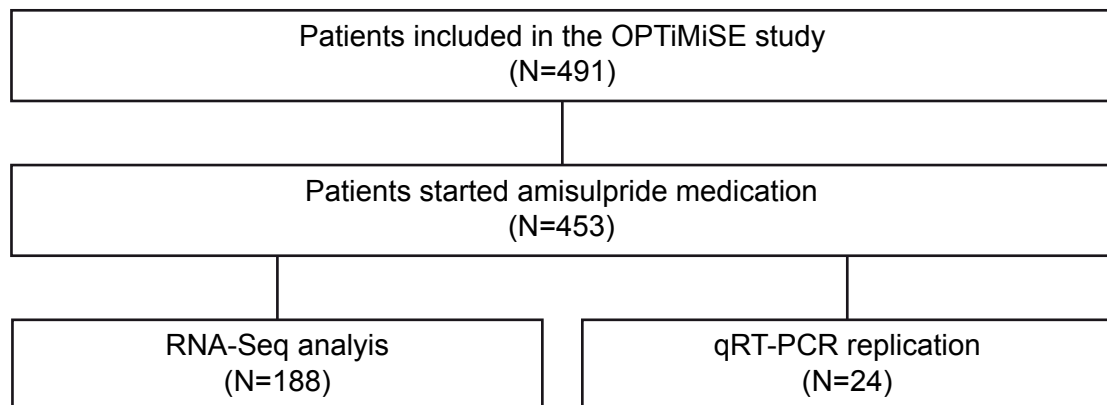 Patients included in the OPTiMiSE study
(N=491)
Patients started amisulpride medication
(N=453)
RNA-Seq analyis
(N=188)
qRT-PCR replication
(N=24)